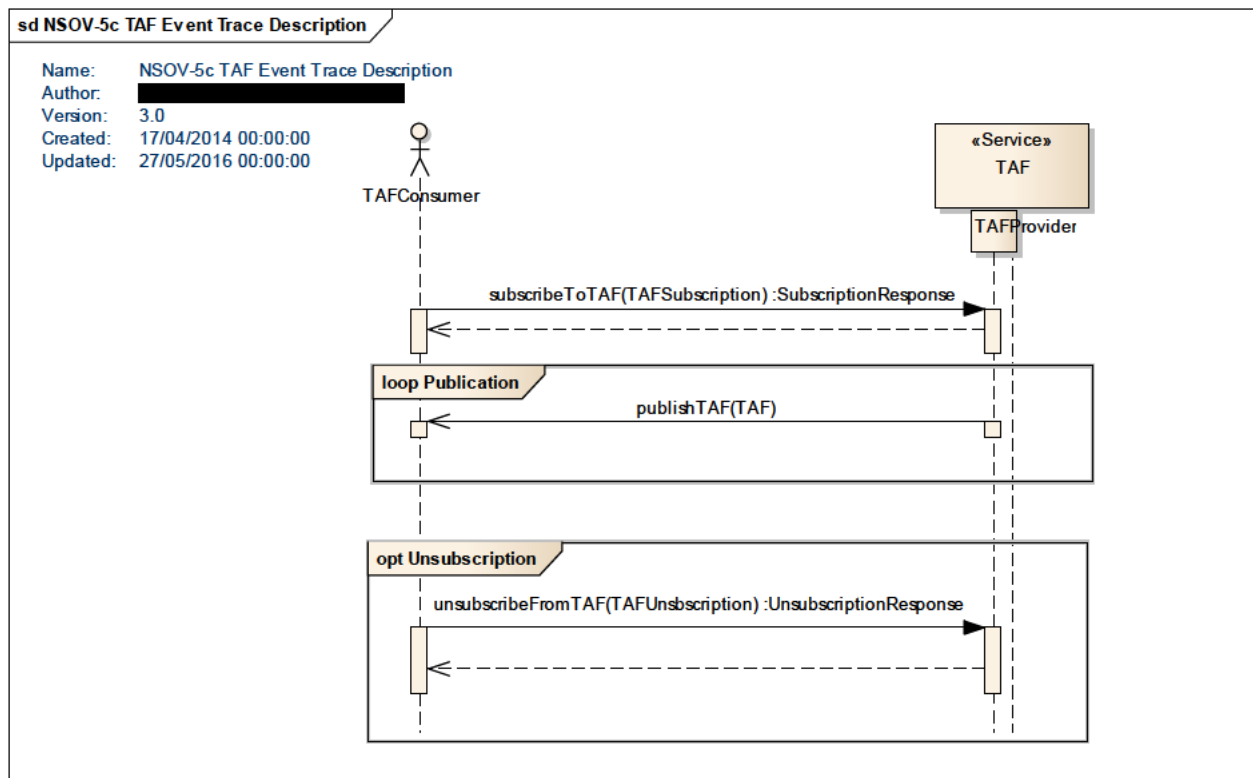 sd NSOV-5c TAF Event Trace Description
Name: NSOV-5c TAF Event Trace Description
Author:
Version: 3.0
Created: 17/04/2014 00:00:00
Updated: 27/05/2016 00:00:00
«Service»
TAF
TAFConsumer
TAFProvider
subscribeToTAF(TAFSubscription) :SubscriptionResponse
loop Publication
publishTAF(TAF)
opt Unsubscription
unsubscribeFromTAF(TAFUnsbscription) :UnsubscriptionResponse